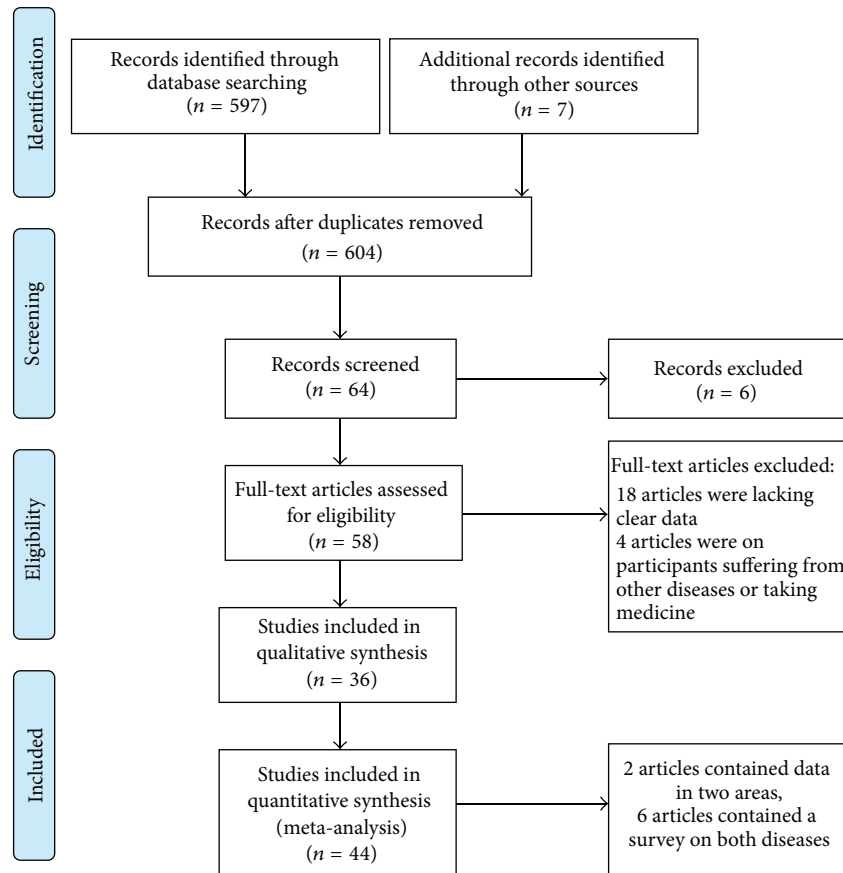 Identification
Records identified through
database searching
(n = 597)
Additional records identified
through other sources
(n = 7)
Records after duplicates removed
(n = 604)
Screening
Records screened
(n = 64)
Records excluded
(n = 6)
Eligibility
Full-text articles assessed
for eligibility
(n = 58)
Full-text articles excluded:
18 articles were lacking
clear data
4 articles were on
participants suffering from
other diseases or taking
medicine
Studies included in
qualitative synthesis
(n = 36)
Included
Studies included in
quantitative synthesis
(meta-analysis)
(n = 44)
2 articles contained data
in two areas,
6 articles contained a
survey on both diseases